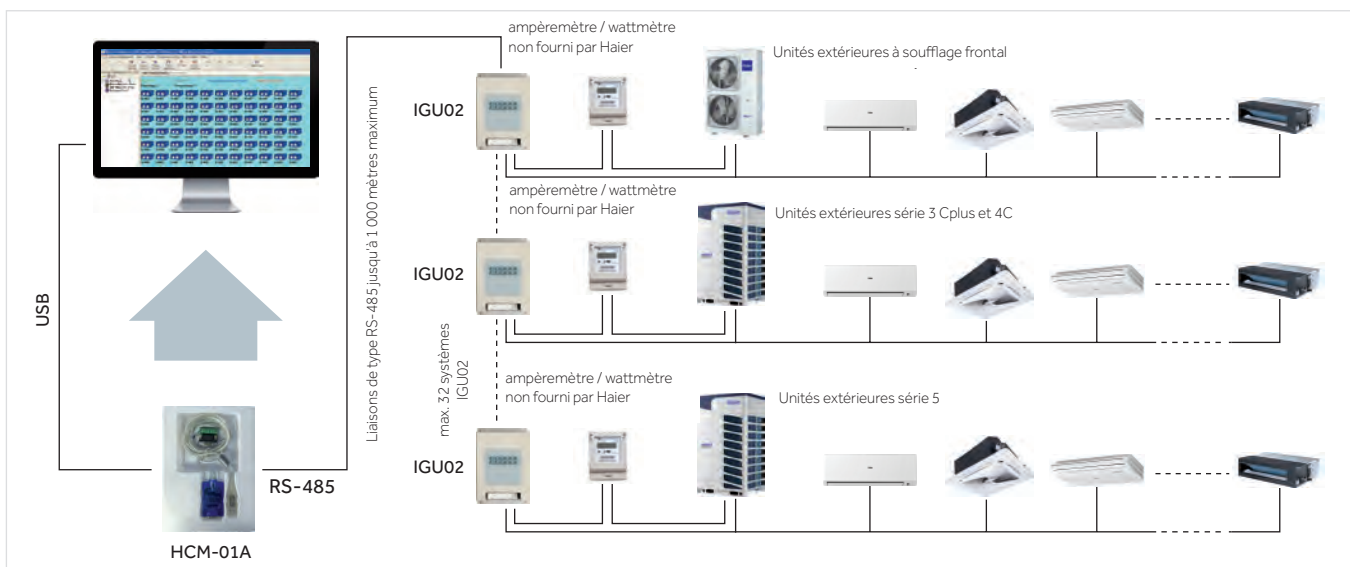 ampèremètre / wattmètre
non fourni par Haier
Unités extérieures à soufflage frontal
IGU02
ampèremètre / wattmètre
non fourni par Haier
Unités extérieures série 3 Cplus et 4C
IGU02
USB
Liaisons de type RS-485 jusqu'à 1 000 mètres maximum
max. 32 systèmes
IGU02
ampèremètre / wattmètre
non fourni par Haier
Unités extérieures série 5
IGU02
RS-485
HCM-01A